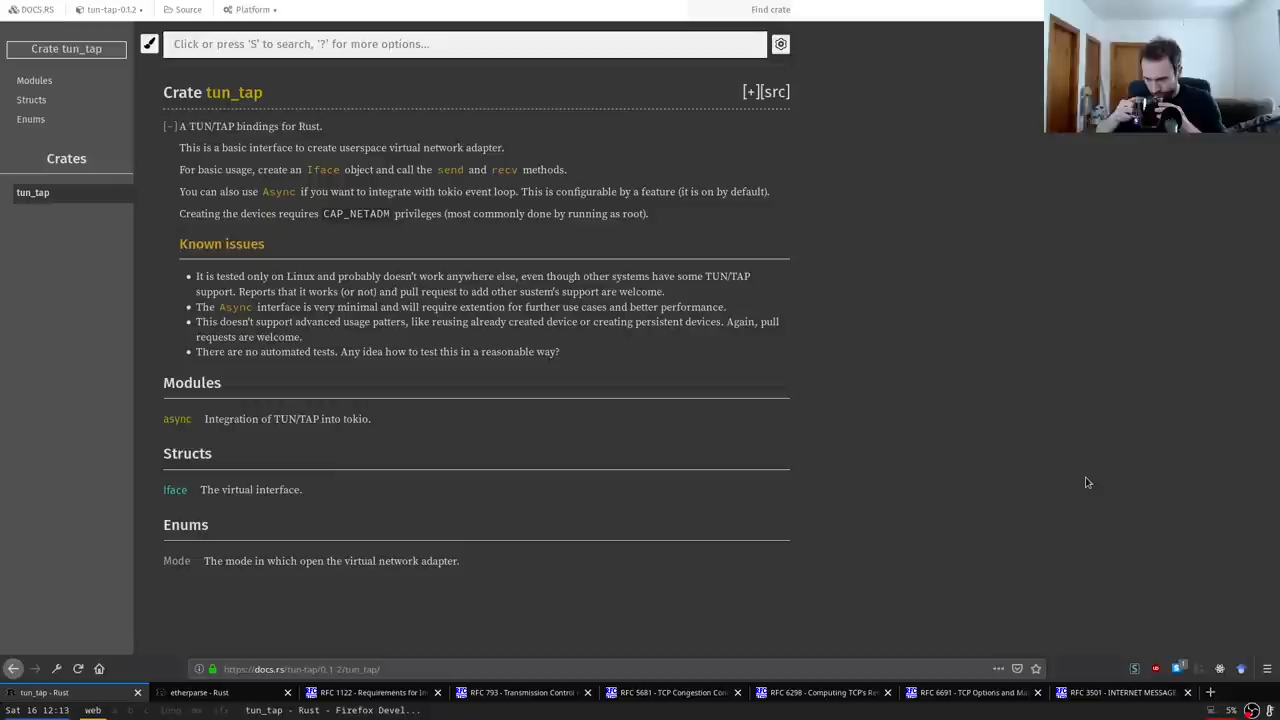 DOCS.RS
tun-tap-0.1.2
Source
Platform
Find crate
Crate tun_tap
Modules
Structs
Enums
Crates
tun_tap
Click or press ‘S’ to search, ‘?’ for more options…
Crate tun_tap
[+][src]
[−] A TUN/TAP bindings for Rust.
This is a basic interface to create userspace virtual network adapter.
For basic usage, create an Iface object and call the send and recv methods.
You can also use Async if you want to integrate with tokio event loop. This is configurable by a feature (it is on by default).
Creating the devices requires CAP_NETADM privileges (most commonly done by running as root).
Known issues
• It is tested only on Linux and probably doesn’t work anywhere else, even though other systems have some TUN/TAP
support. Reports that it works (or not) and pull request to add other sustem’s support are welcome.
• The Async interface is very minimal and will require extention for further use cases and better performance.
• This doesn’t support advanced usage patters, like reusing already created device or creating persistent devices. Again, pull
requests are welcome.
• There are no automated tests. Any idea how to test this in a reasonable way?
Modules
async Integration of TUN/TAP into tokio.
Structs
Iface The virtual interface.
Enums
Mode The mode in which open the virtual network adapter.
https://docs.rs/tun-tap/0.1.2/tun_tap/
tun_tap - Rust
etherparse - Rust
RFC 1122 - Requirements for In
RFC 793 - Transmission Control
RFC 5681 - TCP Congestion Con
RFC 6298 - Computing TCP's Re
RFC 6691 - TCP Options and Ma
RFC 3501 - INTERNET MESSAGE
Sat 16 12:13 web a b c tun_tap - Rust - Firefox Devel... 5%